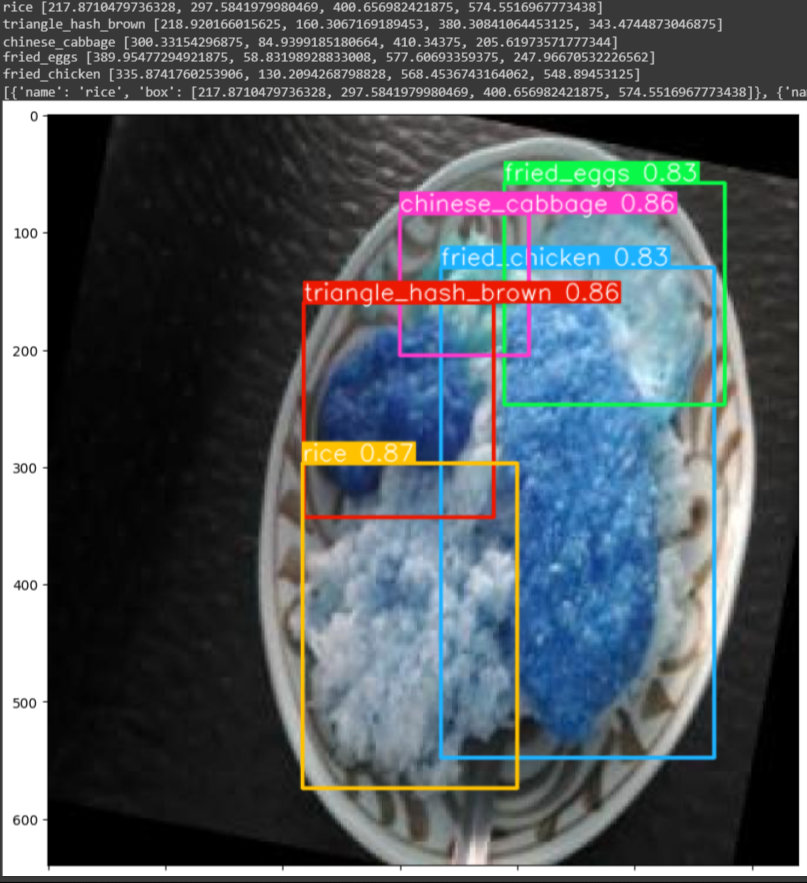 rice [217.8710479736328, 297.5841979980469, 400.656982421875, 574.5516967773438]
triangle_hash_brown [218.920166015625, 160.3067169189453, 380.30841064453125, 343.4744873046875]
chinese_cabbage [300.33154296875, 84.9399185180664, 410.34375, 205.61973571777344]
fried_eggs [389.95477294921875, 58.83198928833008, 577.60693359375, 247.96670532226562]
fried_chicken [335.8741760253906, 130.2094268798828, 568.4536743164062, 548.89453125]
[{'name': 'rice', 'box': [217.8710479736328, 297.5841979980469, 400.656982421875, 574.5516967773438]}, {'na
0
fried_eggs 0.83
chinese_cabbage 0.86
100
fried_chicken 0.83
triangle_hash_brown 0.86
200
rice 0.87
300
400
500
600